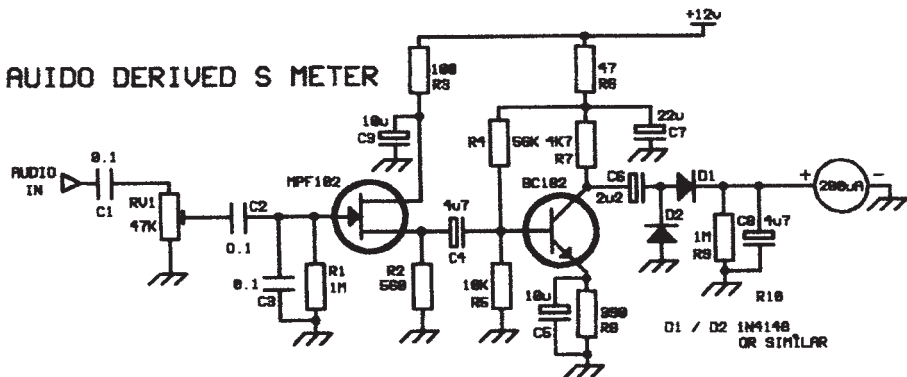 +12v
AUIDO DERIVED S METER
100
R3
47
R6
10u
C9
R4
56K
4K7
R7
22u
C7
AUDIO
IN
0.1
C1
RV1
47K
C2
0.1
MPF102
4u7
C4
BC182
C6
2u2
D1
D2
+
200uA
-
1M
R9
C8
4u7
0.1
C3
R1
1M
R2
560
10K
R5
10u
C5
R8
R10
D1 / D2 1N4148
OR SIMILAR